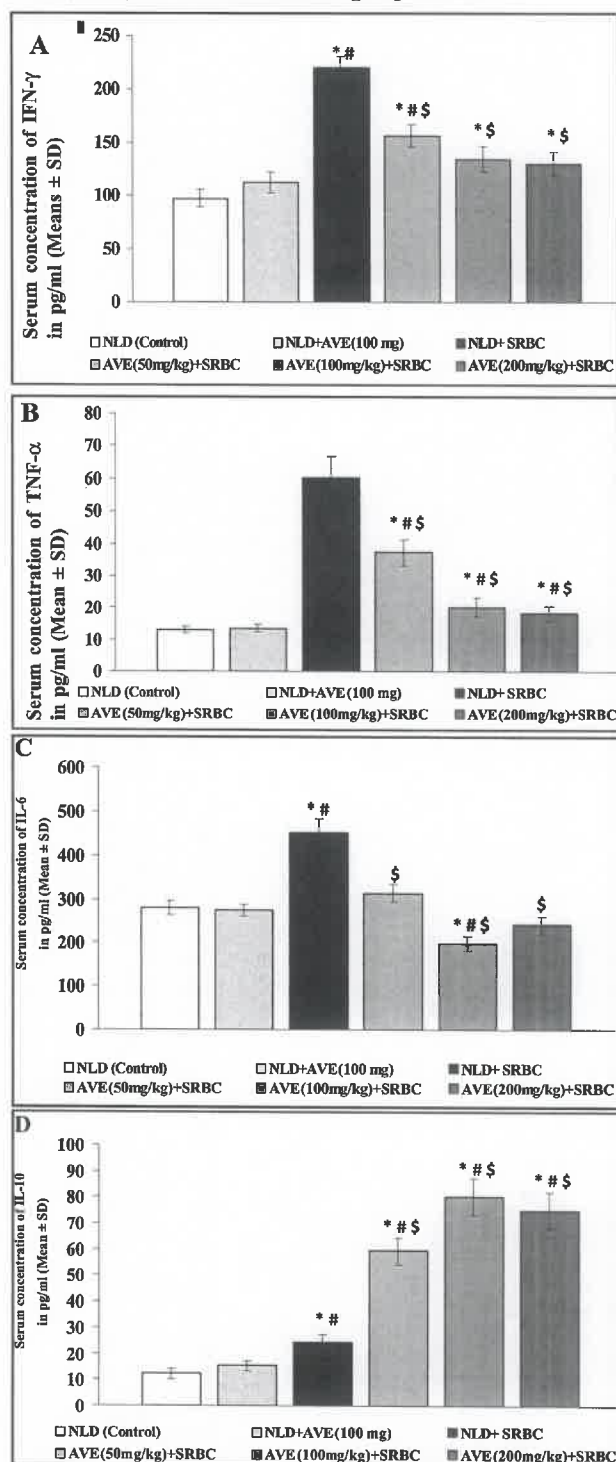 A
Serum concentration of IFN-γ
in pg/ml (Means ± SD)
250
200
150
100
50
0
*#
*#$
*$
*$
NLD (Control) NLD+AVE(100 mg) NLD+ SRBC
AVE(50mg/kg)+SRBC AVE(100mg/kg)+SRBC AVE(200mg/kg)+SRBC
B
Serum concentration of TNF-α
in pg/ml (Mean ± SD)
80
70
60
50
40
30
20
10
0
*#$
*#$
*#$
NLD (Control) NLD+AVE(100 mg) NLD+ SRBC
AVE(50mg/kg)+SRBC AVE(100mg/kg)+SRBC AVE(200mg/kg)+SRBC
C
Serum concentration of IL-6
in pg/ml (Mean ± SD)
600
500
400
300
200
100
0
*#
$
*#$
$
NLD (Control) NLD+AVE(100 mg) NLD+ SRBC
AVE(50mg/kg)+SRBC AVE(100mg/kg)+SRBC AVE(200mg/kg)+SRBC
D
Serum concentration of IL-10
in pg/ml (Mean ± SD)
100
90
80
70
60
50
40
30
20
10
0
*#
*#$
*#$
*#$
NLD (Control) NLD+AVE(100 mg) NLD+ SRBC
AVE(50mg/kg)+SRBC AVE(100mg/kg)+SRBC AVE(200mg/kg)+SRBC